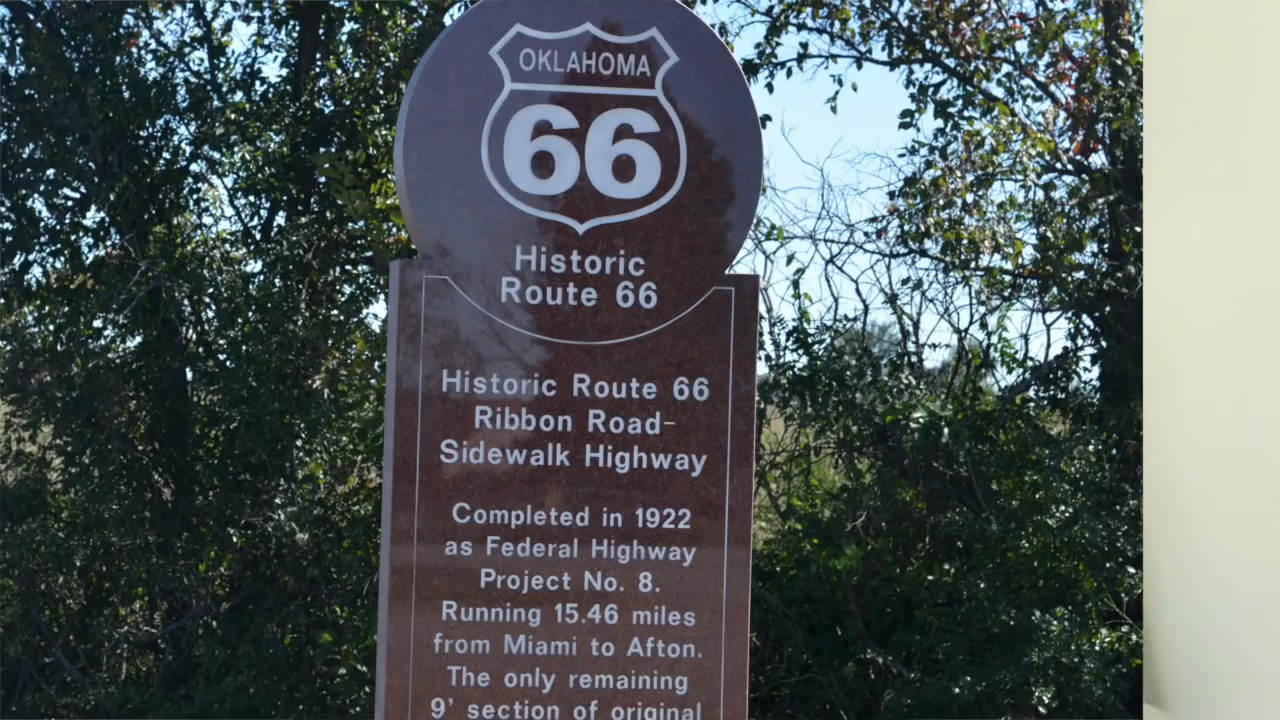 OKLAHOMA
66
Historic
Route 66
Historic Route 66
Ribbon Road-
Sidewalk Highway
Completed in 1922
as Federal Highway
Project No. 8.
Running 15.46 miles
from Miami to Afton.
The only remaining
9' section of original